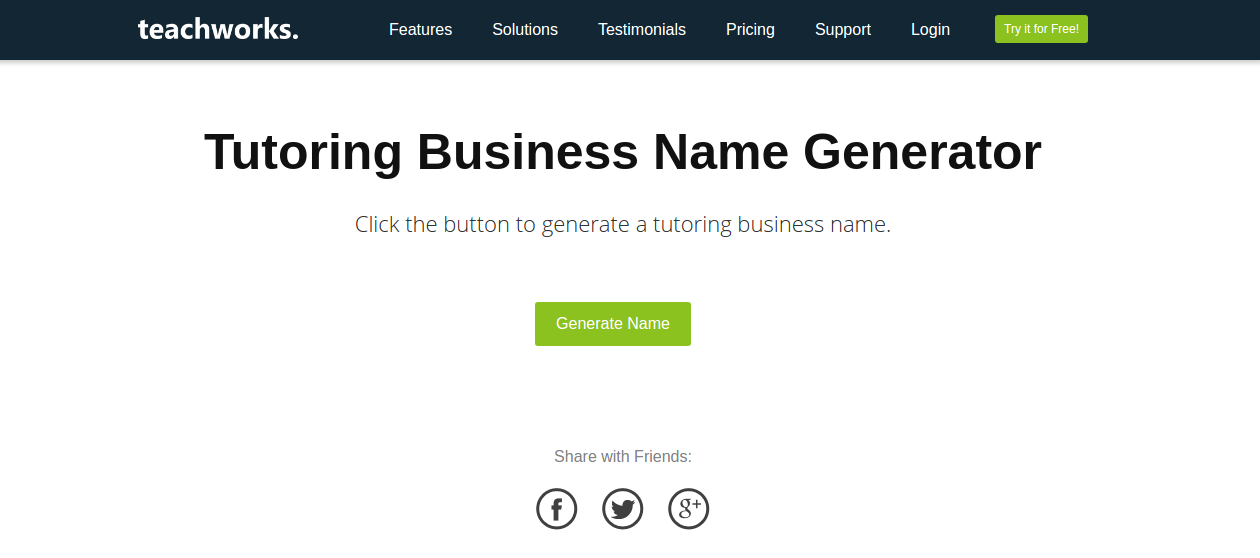 teachworks. Features Solutions Testimonials Pricing Support Login Try it for Free!
Tutoring Business Name Generator
Click the button to generate a tutoring business name.
Generate Name
Share with Friends:
f g+